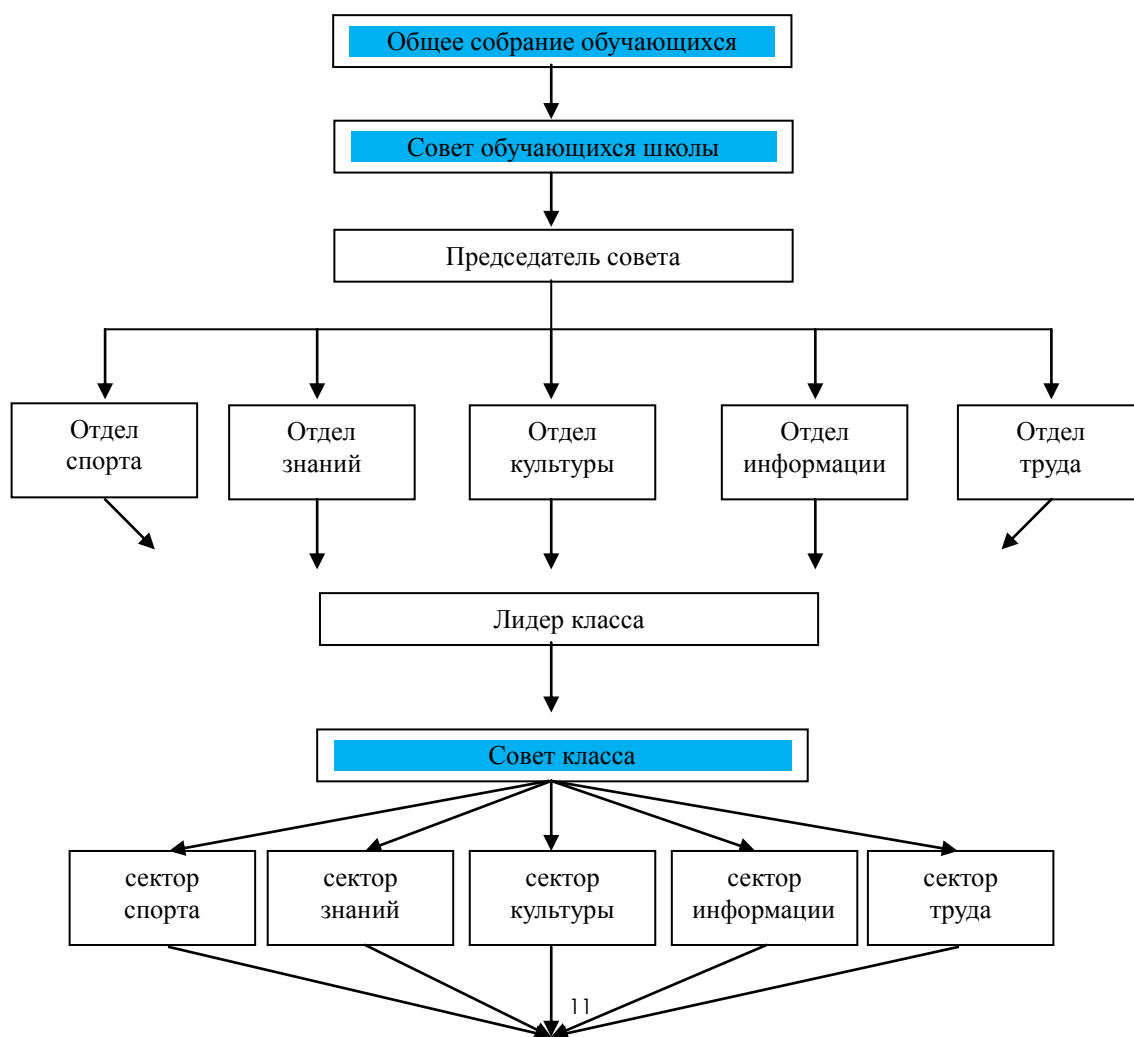 Общее собрание обучающихся
Совет обучающихся школы
Председатель совета
Отдел
спорта
Отдел
знаний
Отдел
культуры
Отдел
информации
Отдел
труда
Лидер класса
Совет класса
сектор
спорта
сектор
знаний
сектор
культуры
сектор
информации
сектор
труда
11